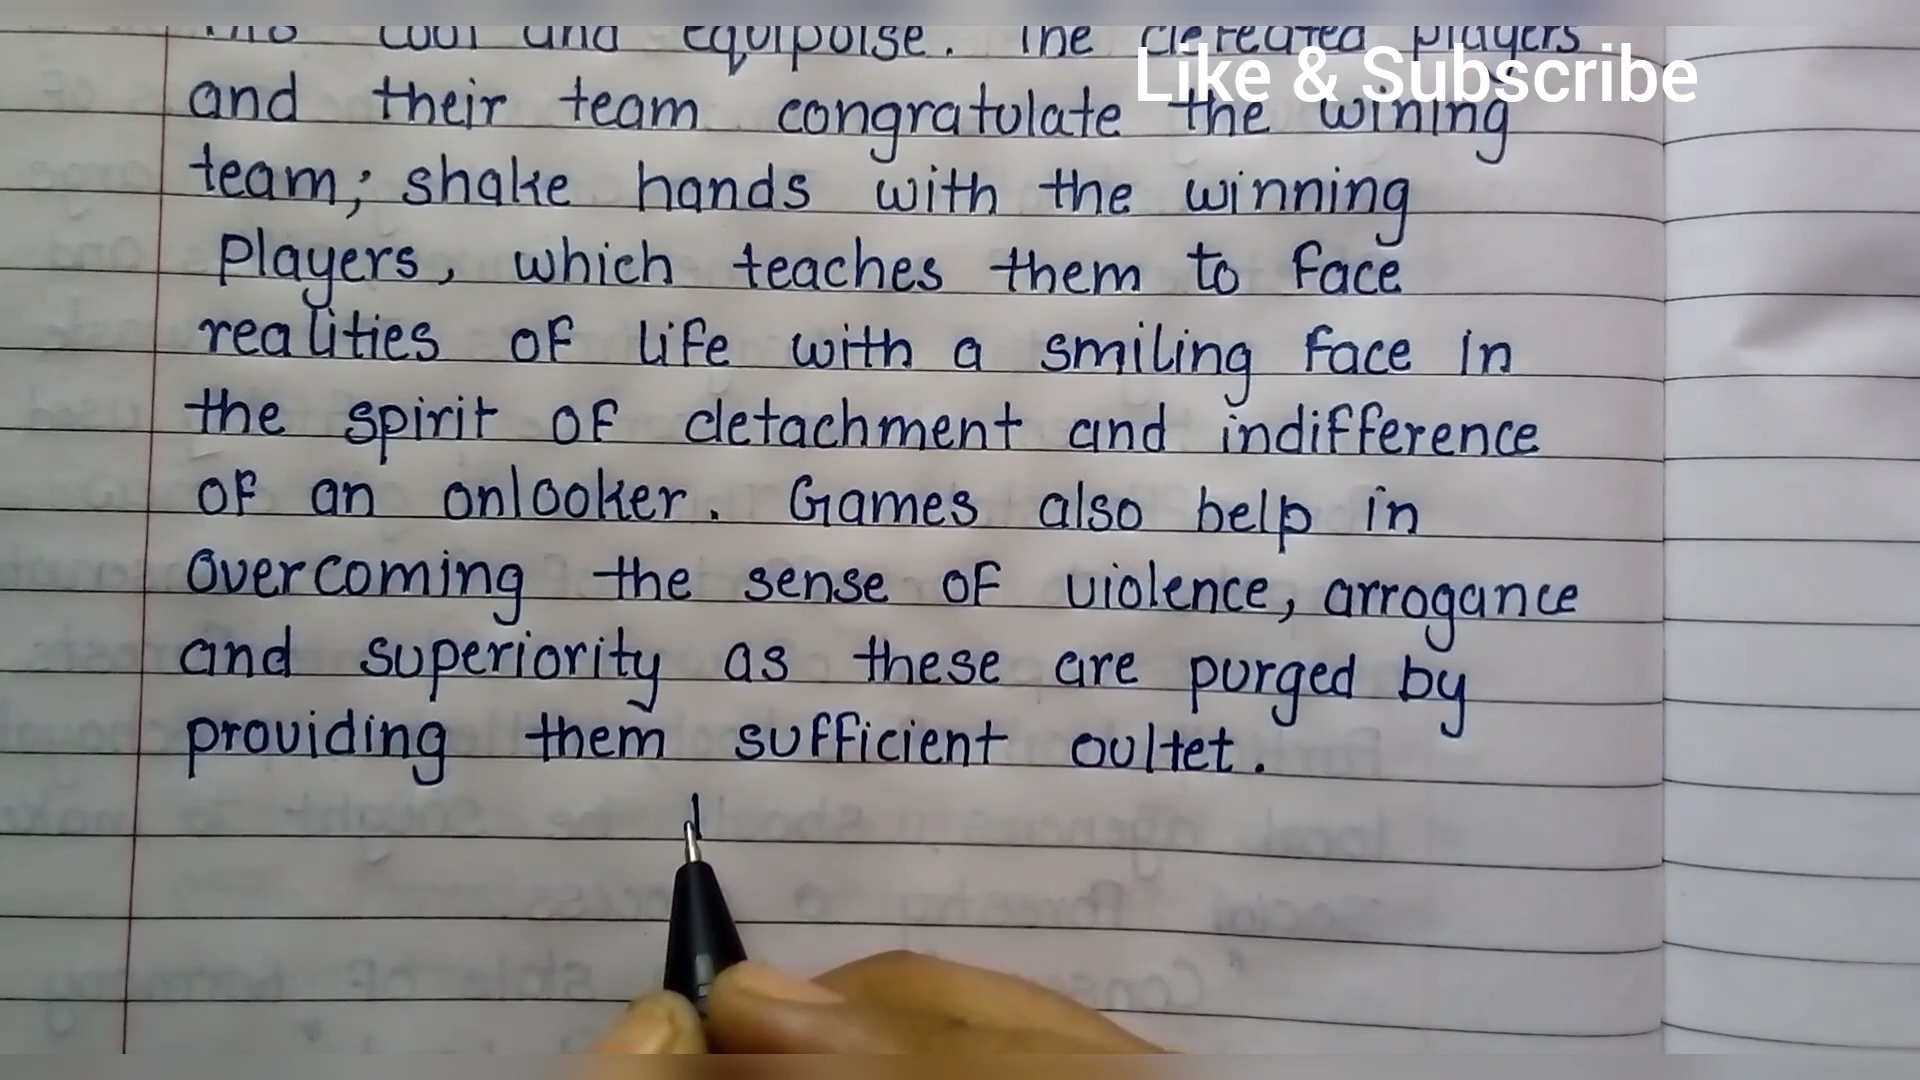 cool and equipoise. The defeated players
Like & Subscribe
and their team congratulate the wining
team; shake hands with the winning
players, which teaches them to face
realities of life with a smiling face in
the spirit of detachment and indifference
of an onlooker. Games also help in
overcoming the sense of violence, arrogance
and superiority as these are purged by
providing them sufficient oultet.